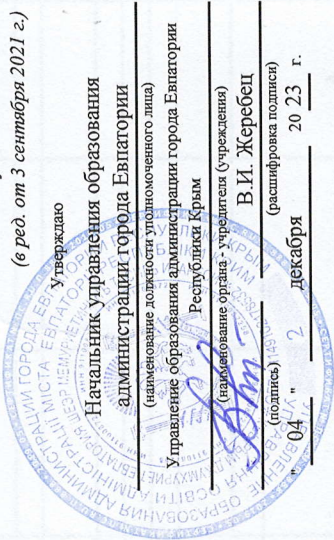 (в ред. от 3 сентября 2021 г.)
Утверждаю
Начальник управления образования
администрации города Евпатории
(наименование должности уполномоченного лица)
Управление образования администрации города Евпатории
Республики Крым
(наименование органа - учредителя (учреждения)
В.И. Жеребец
(подпись) (расшифровка подписи)
" 04 " 2 декабря 20 23 г.